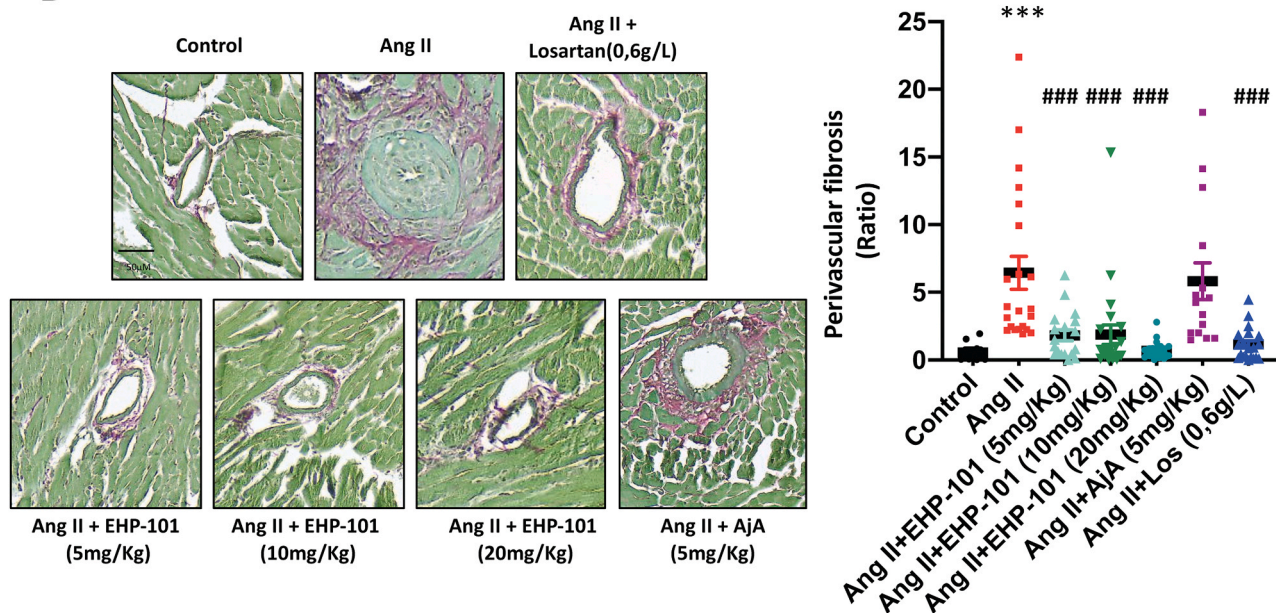 Control
Ang II
Ang II +
Losartan(0,6g/L)
50µM
Ang II + EHP-101
(5mg/Kg)
Ang II + EHP-101
(10mg/Kg)
Ang II + EHP-101
(20mg/Kg)
Ang II + AjA
(5mg/Kg)
Perivascular fibrosis
(Ratio)
25
20
15
10
5
0
***
###
###
###
###
Control
Ang II
Ang II+EHP-101 (5mg/Kg)
Ang II+EHP-101 (10mg/Kg)
Ang II+EHP-101 (20mg/Kg)
Ang II+AjA (5mg/Kg)
Ang II+Los (0,6g/L)